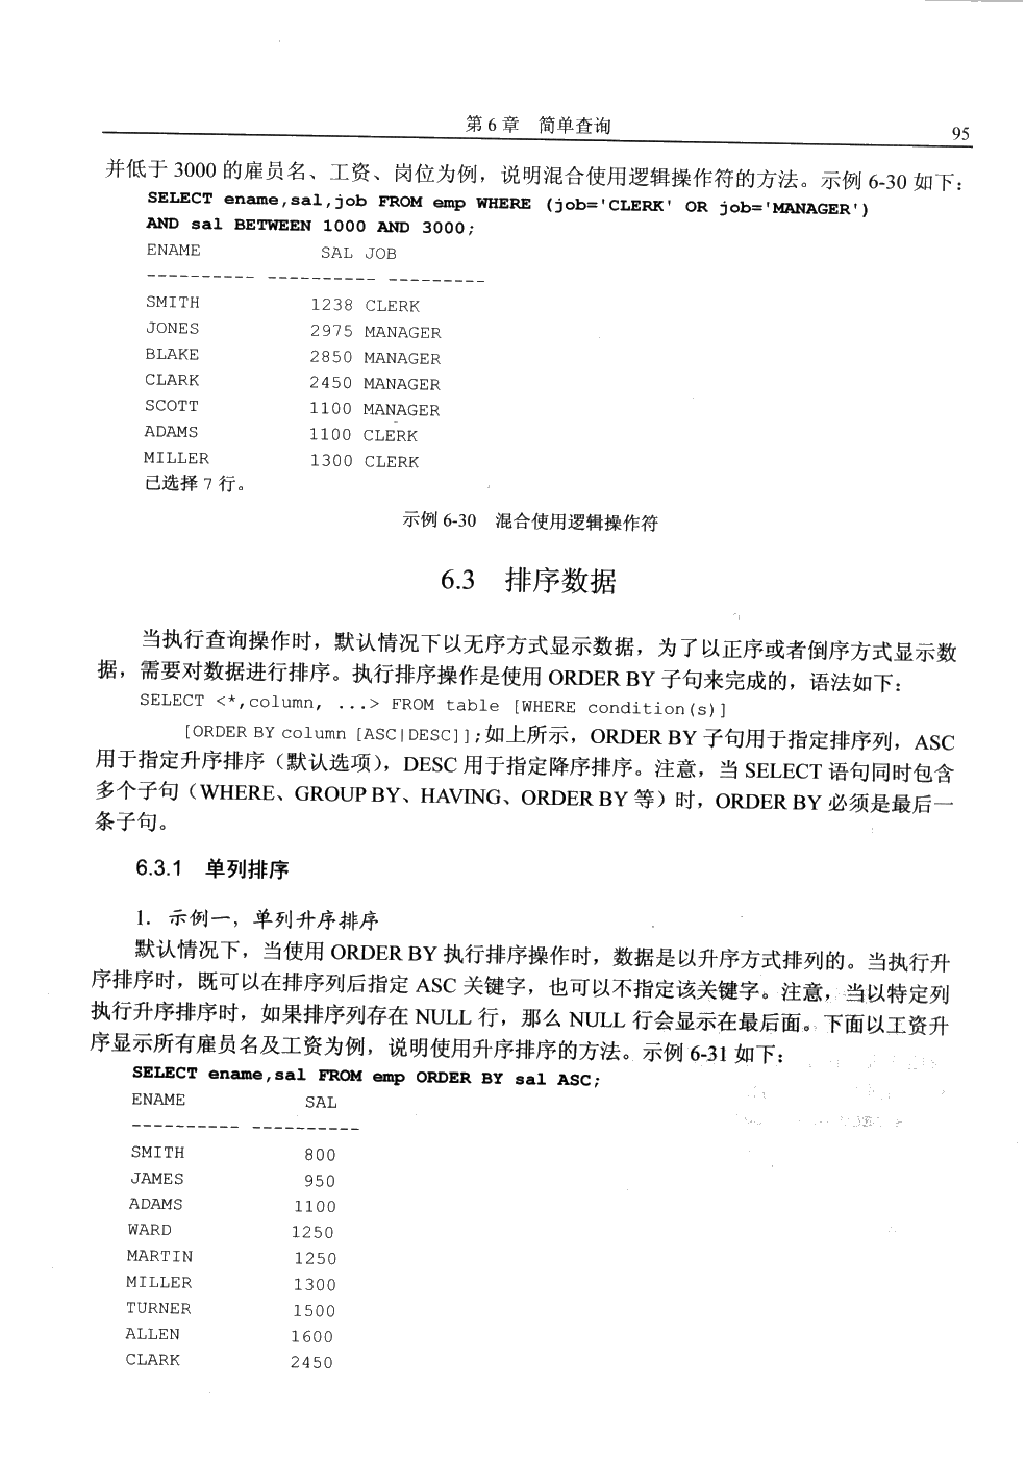 第 6 章 简单查询
95
并低于 3000 的雇员名、工资、岗位为例，说明混合使用逻辑操作符的方法。示例 6-30 如下：
SELECT ename,sal,job FROM emp WHERE (job='CLERK' OR job='MANAGER')
AND sal BETWEEN 1000 AND 3000;
ENAME SAL JOB
---------- ---------- ---------
SMITH 1238 CLERK
JONES 2975 MANAGER
BLAKE 2850 MANAGER
CLARK 2450 MANAGER
SCOTT 1100 MANAGER
ADAMS 1100 CLERK
MILLER 1300 CLERK
已选择 7 行。
示例 6-30 混合使用逻辑操作符
6.3 排序数据
当执行查询操作时，默认情况下以无序方式显示数据，为了以正序或者倒序方式显示数
据，需要对数据进行排序。执行排序操作是使用 ORDER BY 子句来完成的，语法如下：
SELECT <*,column, ...> FROM table [WHERE condition(s)]
[ORDER BY column [ASC|DESC]];如上所示，ORDER BY 子句用于指定排序列，ASC
用于指定升序排序（默认选项），DESC 用于指定降序排序。注意，当 SELECT 语句同时包含
多个子句（WHERE、GROUP BY、HAVING、ORDER BY 等）时，ORDER BY 必须是最后一
条子句。
6.3.1 单列排序
1. 示例一，单列升序排序
默认情况下，当使用 ORDER BY 执行排序操作时，数据是以升序方式排列的。当执行升
序排序时，既可以在排序列后指定 ASC 关键字，也可以不指定该关键字。注意，当以特定列
执行升序排序时，如果排序列存在 NULL 行，那么 NULL 行会显示在最后面。下面以工资升
序显示所有雇员名及工资为例，说明使用升序排序的方法。示例 6-31 如下：
SELECT ename,sal FROM emp ORDER BY sal ASC;
ENAME SAL
---------- ----------
SMITH 800
JAMES 950
ADAMS 1100
WARD 1250
MARTIN 1250
MILLER 1300
TURNER 1500
ALLEN 1600
CLARK 2450